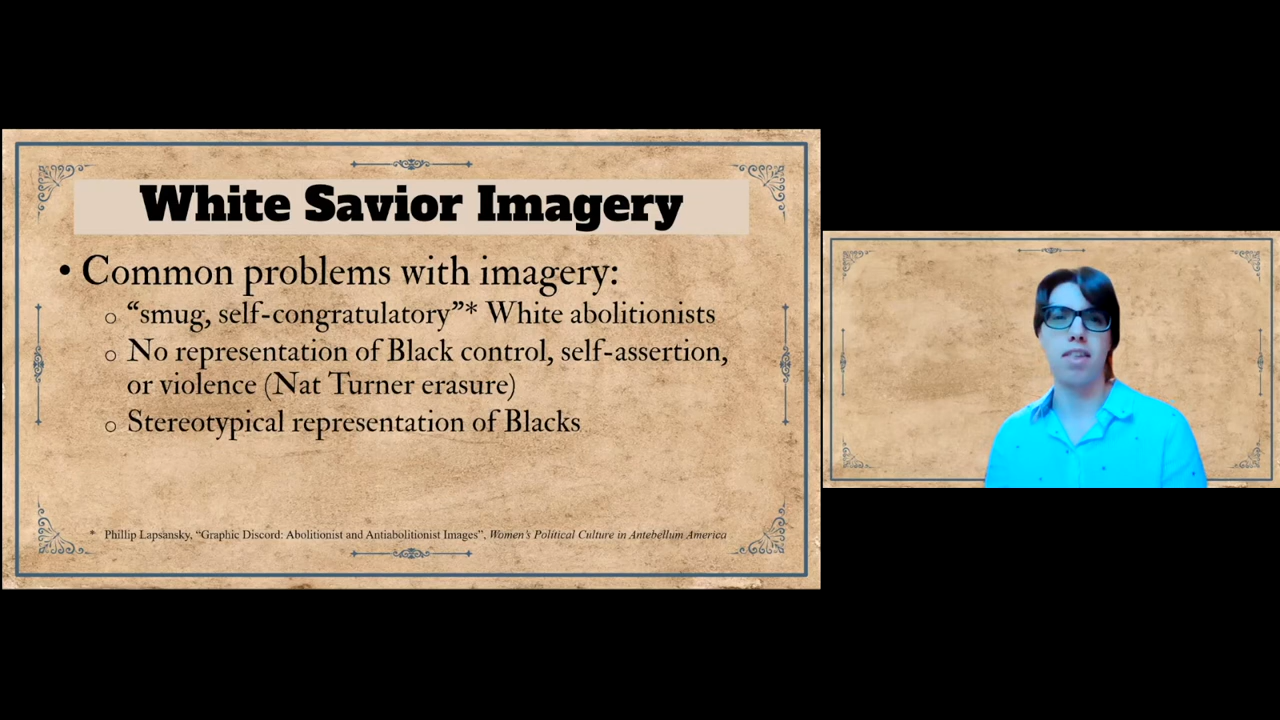 White Savior Imagery
• Common problems with imagery:
o “smug, self-congratulatory”* White abolitionists
o No representation of Black control, self-assertion,
or violence (Nat Turner erasure)
o Stereotypical representation of Blacks
* Phillip Lapsansky, “Graphic Discord: Abolitionist and Antiabolitionist Images”, Women's Political Culture in Antebellum America